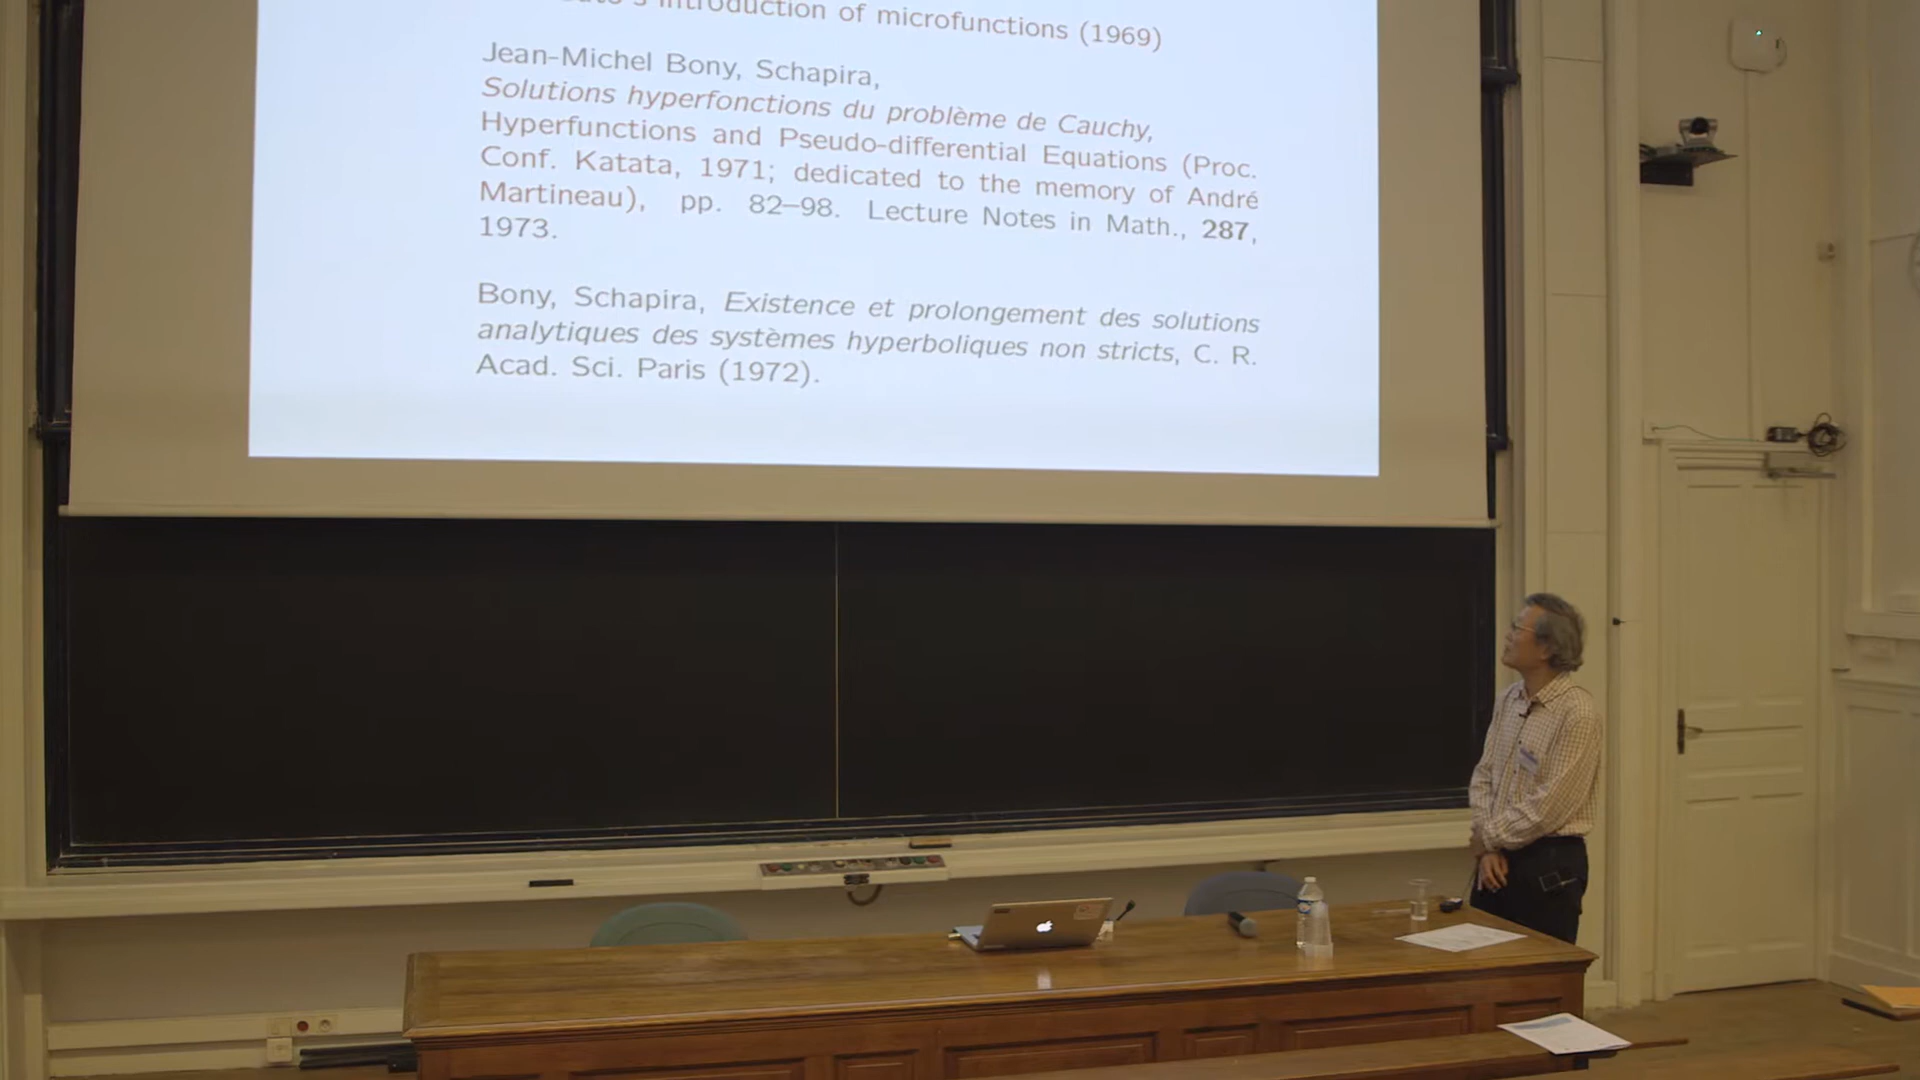 introduction of microfunctions (1969)
Jean-Michel Bony, Schapira,
Solutions hyperfonctions du problème de Cauchy,
Hyperfunctions and Pseudo-differential Equations (Proc.
Conf. Katata, 1971; dedicated to the memory of André
Martineau), pp. 82–98. Lecture Notes in Math., 287,
1973.
Bony, Schapira, Existence et prolongement des solutions
analytiques des systèmes hyperboliques non stricts, C. R.
Acad. Sci. Paris (1972).